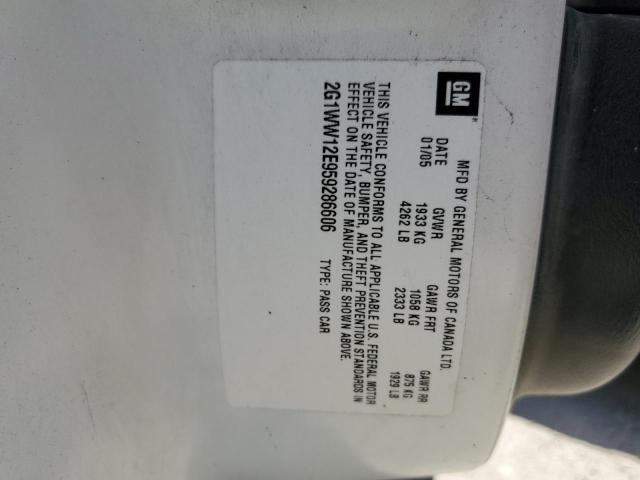 GM
MFD BY GENERAL MOTORS OF CANADA LTD.
DATE GVWR GAWR FRT GAWR RR
01/05 1933 KG 1058 KG 875 KG
4262 LB 2333 LB 1929 LB
THIS VEHICLE CONFORMS TO ALL APPLICABLE U.S. FEDERAL MOTOR
VEHICLE SAFETY, BUMPER, AND THEFT PREVENTION STANDARDS IN
EFFECT ON THE DATE OF MANUFACTURE SHOWN ABOVE.
2G1WW12E959286606 TYPE: PASS CAR